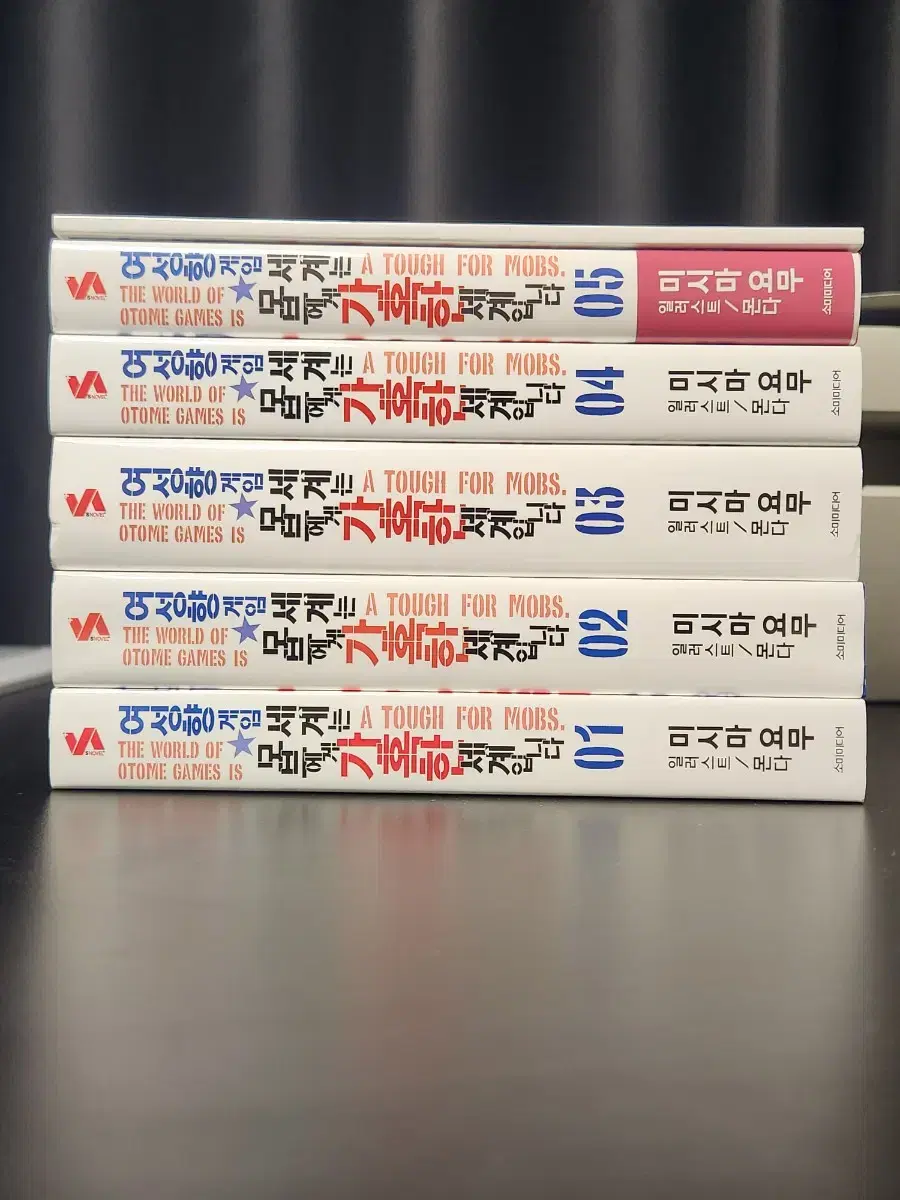 S NOVEL
여성향 게임 세계는 A TOUGH FOR MOBS.
THE WORLD OF OTOME GAMES IS
몹에게 가혹한 세계입니다
05
미시마 요무
일러스트/몬다
소미미디어
S NOVEL
여성향 게임 세계는 A TOUGH FOR MOBS.
THE WORLD OF OTOME GAMES IS
몹에게 가혹한 세계입니다
04
미시마 요무
일러스트/몬다
소미미디어
S NOVEL
여성향 게임 세계는 A TOUGH FOR MOBS.
THE WORLD OF OTOME GAMES IS
몹에게 가혹한 세계입니다
03
미시마 요무
일러스트/몬다
소미미디어
S NOVEL
여성향 게임 세계는 A TOUGH FOR MOBS.
THE WORLD OF OTOME GAMES IS
몹에게 가혹한 세계입니다
02
미시마 요무
일러스트/몬다
소미미디어
S NOVEL
여성향 게임 세계는 A TOUGH FOR MOBS.
THE WORLD OF OTOME GAMES IS
몹에게 가혹한 세계입니다
01
미시마 요무
일러스트/몬다
소미미디어